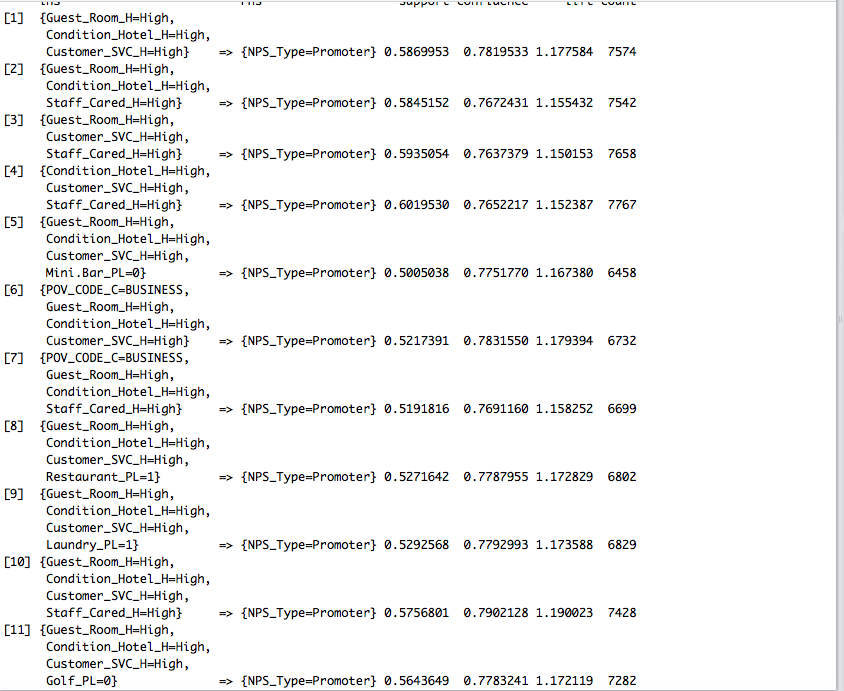 lhs rhs support confidence lift count
[1] {Guest_Room_H=High,
Condition_Hotel_H=High,
Customer_SVC_H=High} => {NPS_Type=Promoter} 0.5869953 0.7819533 1.177584 7574
[2] {Guest_Room_H=High,
Condition_Hotel_H=High,
Staff_Cared_H=High} => {NPS_Type=Promoter} 0.5845152 0.7672431 1.155432 7542
[3] {Guest_Room_H=High,
Customer_SVC_H=High,
Staff_Cared_H=High} => {NPS_Type=Promoter} 0.5935054 0.7637379 1.150153 7658
[4] {Condition_Hotel_H=High,
Customer_SVC_H=High,
Staff_Cared_H=High} => {NPS_Type=Promoter} 0.6019530 0.7652217 1.152387 7767
[5] {Guest_Room_H=High,
Condition_Hotel_H=High,
Customer_SVC_H=High,
Mini.Bar_PL=0} => {NPS_Type=Promoter} 0.5005038 0.7751770 1.167380 6458
[6] {POV_CODE_C=BUSINESS,
Guest_Room_H=High,
Condition_Hotel_H=High,
Customer_SVC_H=High} => {NPS_Type=Promoter} 0.5217391 0.7831550 1.179394 6732
[7] {POV_CODE_C=BUSINESS,
Guest_Room_H=High,
Condition_Hotel_H=High,
Staff_Cared_H=High} => {NPS_Type=Promoter} 0.5191816 0.7691160 1.158252 6699
[8] {Guest_Room_H=High,
Condition_Hotel_H=High,
Customer_SVC_H=High,
Restaurant_PL=1} => {NPS_Type=Promoter} 0.5271642 0.7787955 1.172829 6802
[9] {Guest_Room_H=High,
Condition_Hotel_H=High,
Customer_SVC_H=High,
Laundry_PL=1} => {NPS_Type=Promoter} 0.5292568 0.7792993 1.173588 6829
[10] {Guest_Room_H=High,
Condition_Hotel_H=High,
Customer_SVC_H=High,
Staff_Cared_H=High} => {NPS_Type=Promoter} 0.5756801 0.7902128 1.190023 7428
[11] {Guest_Room_H=High,
Condition_Hotel_H=High,
Customer_SVC_H=High,
Golf_PL=0} => {NPS_Type=Promoter} 0.5643649 0.7783241 1.172119 7282